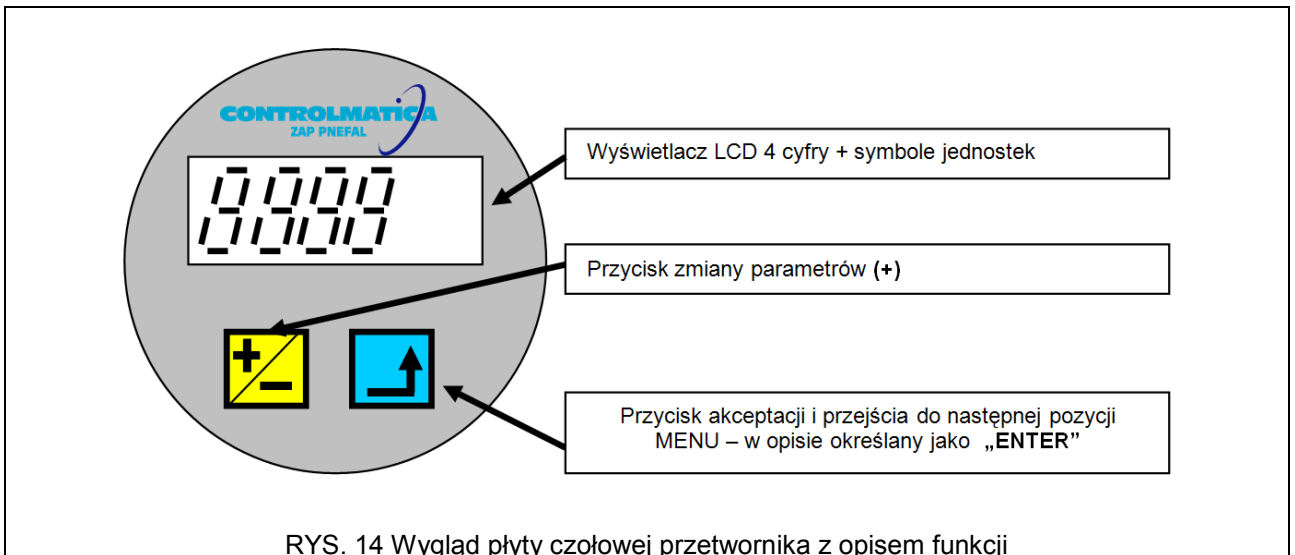 CONTROLMATICA
ZAP PNEFAL
Wyświetlacz LCD 4 cyfry + symbole jednostek
8888
Przycisk zmiany parametrów (+)
+
−
Przycisk akceptacji i przejścia do następnej pozycji
MENU – w opisie określany jako „ENTER”
RYS. 14 Wygląd płyty czołowej przetwornika z opisem funkcji